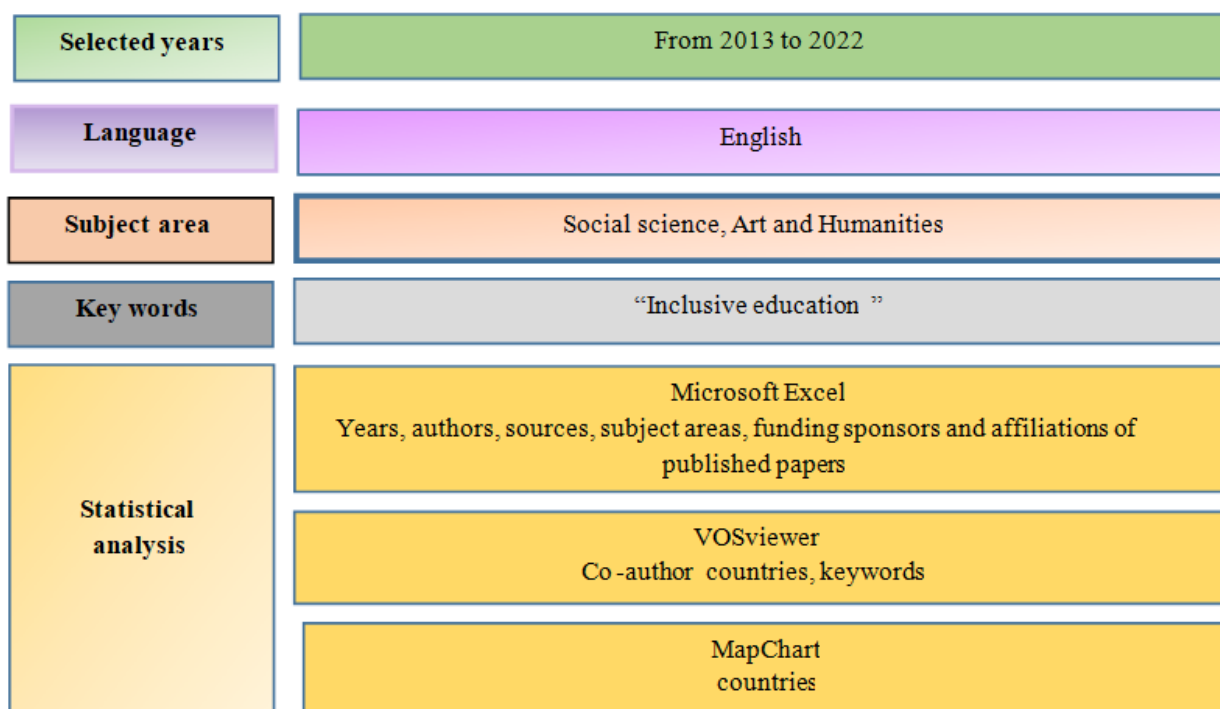 Selected years
From 2013 to 2022
Language
English
Subject area
Social science, Art and Humanities
Key words
“Inclusive education ”
Statistical
analysis
Microsoft Excel
Years, authors, sources, subject areas, funding sponsors and affiliations of
published papers
VOSviewer
Co-author countries, keywords
MapChart
countries